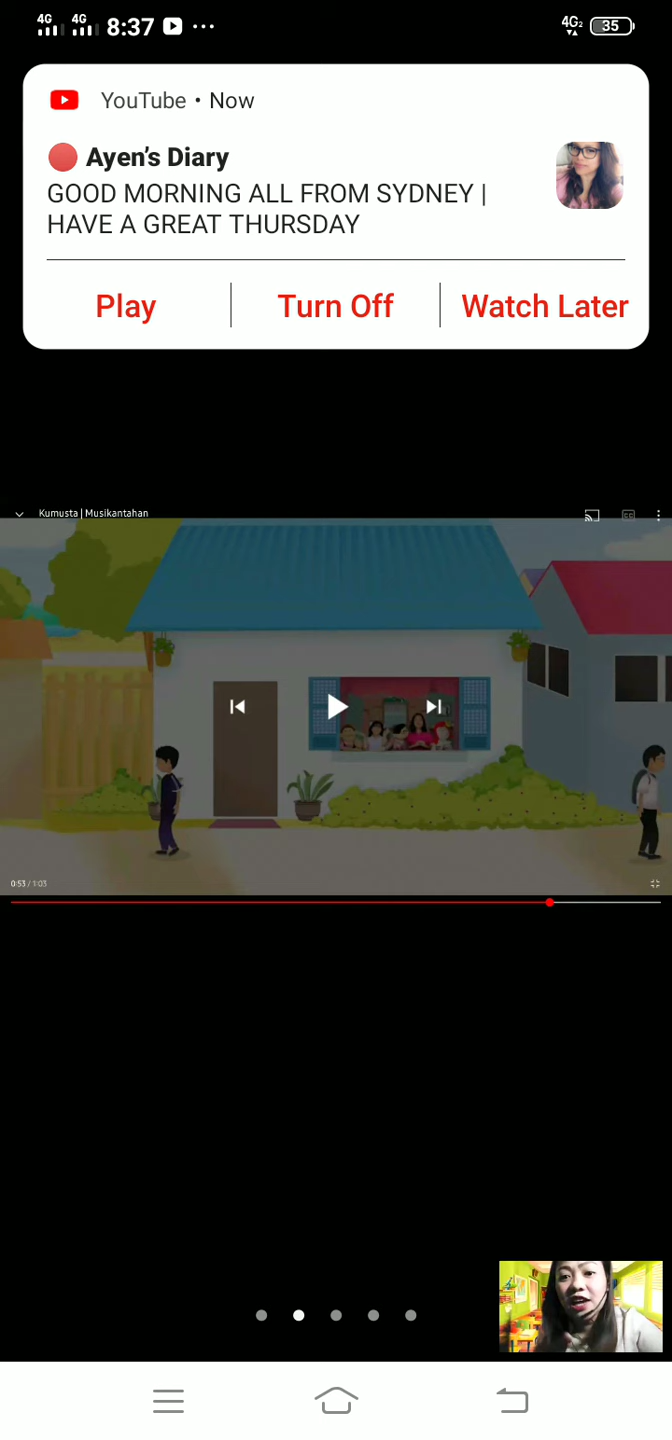 4G 4G 8:37 ... 4G2 35
YouTube • Now
Ayen's Diary
GOOD MORNING ALL FROM SYDNEY |
HAVE A GREAT THURSDAY
Play Turn Off Watch Later
Kumusta | Musikantahan CC
0:53 / 1:03